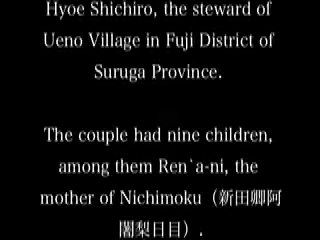 Hyoe Shichiro, the steward of
Ueno Village in Fuji District of
Suruga Province.
The couple had nine children,
among them Ren`a-ni, the
mother of Nichimoku（新田卿阿
闍梨日目）.